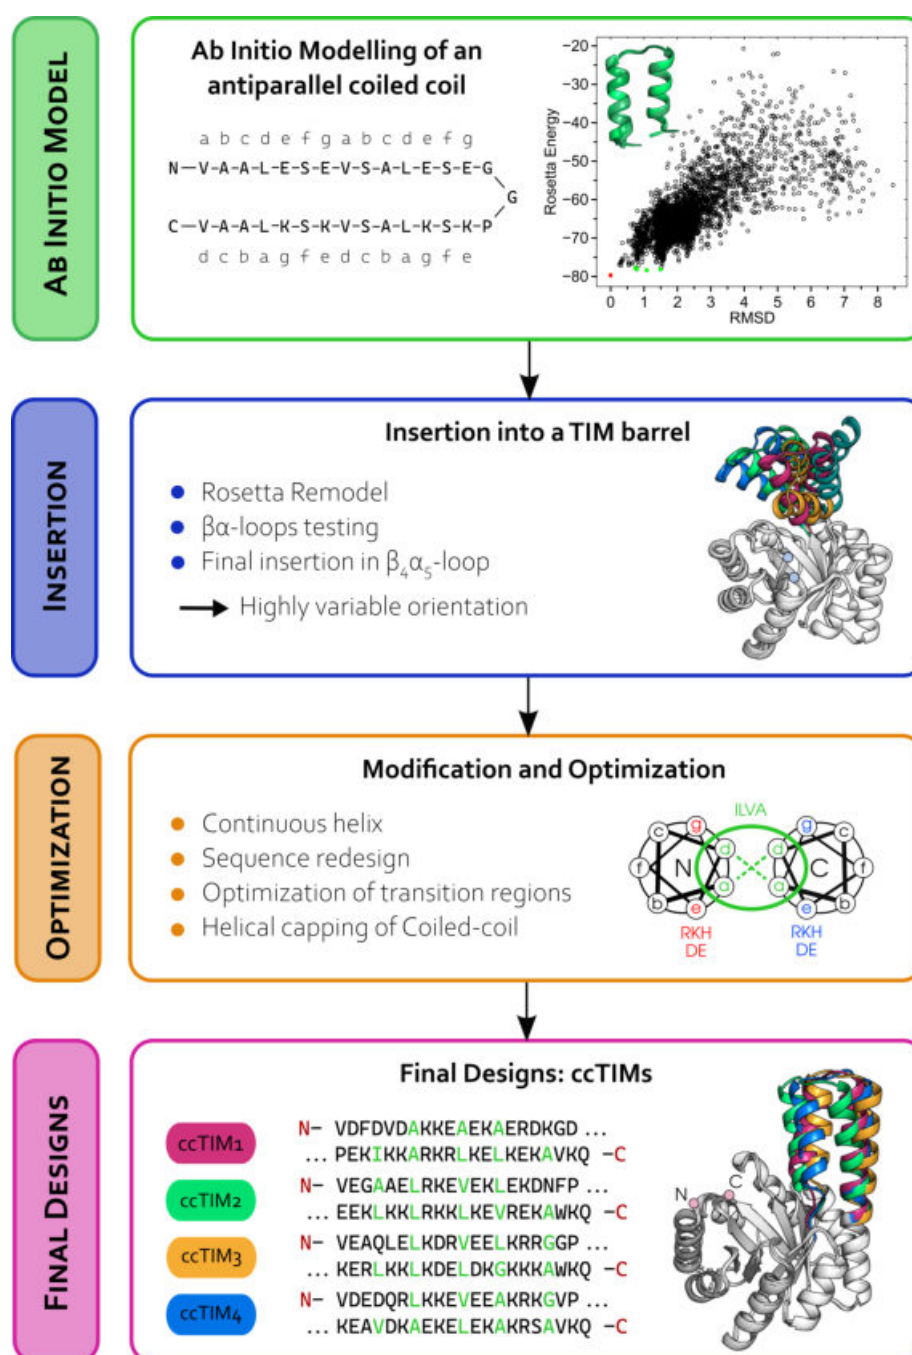 AB INITIO MODEL
Ab Initio Modelling of an
antiparallel coiled coil
a b c d e f g a b c d e f g
N—V-A-A-L-E-S-E-V-S-A-L-E-S-E-G
G
C—V-A-A-L-K-S-K-V-S-A-L-K-S-K-P
d c b a g f e d c b a g f e
Rosetta Energy
−20
−30
−40
−50
−60
−70
−80
0 1 2 3 4 5 6 7 8
RMSD
INSERTION
Insertion into a TIM barrel
Rosetta Remodel
βα-loops testing
Final insertion in β₄α₅-loop
Highly variable orientation
OPTIMIZATION
Modification and Optimization
Continuous helix
Sequence redesign
Optimization of transition regions
Helical capping of Coiled-coil
ILVA
c g d N f a b e
g c d C f a b e
RKH RKH
DE DE
FINAL DESIGNS
Final Designs: ccTIMs
ccTIM1
N– VDFDVDAKKEAEKAERDKGD ...
... PEKIKKARKRLKELKEKAVKQ –C
ccTIM2
N– VEGAAELRKEVEKLEKDNFP ...
... EEKLKKLRKKLKEVREKAWKQ –C
ccTIM3
N– VEAQLELKDRVEELKRRGGP ...
... KERLKKLKDELDKGKKKAWKQ –C
ccTIM4
N– VDEDQRLKKEVEEAKRKGVP ...
... KEAVDKAEKELEKAKRSAVKQ –C
N C